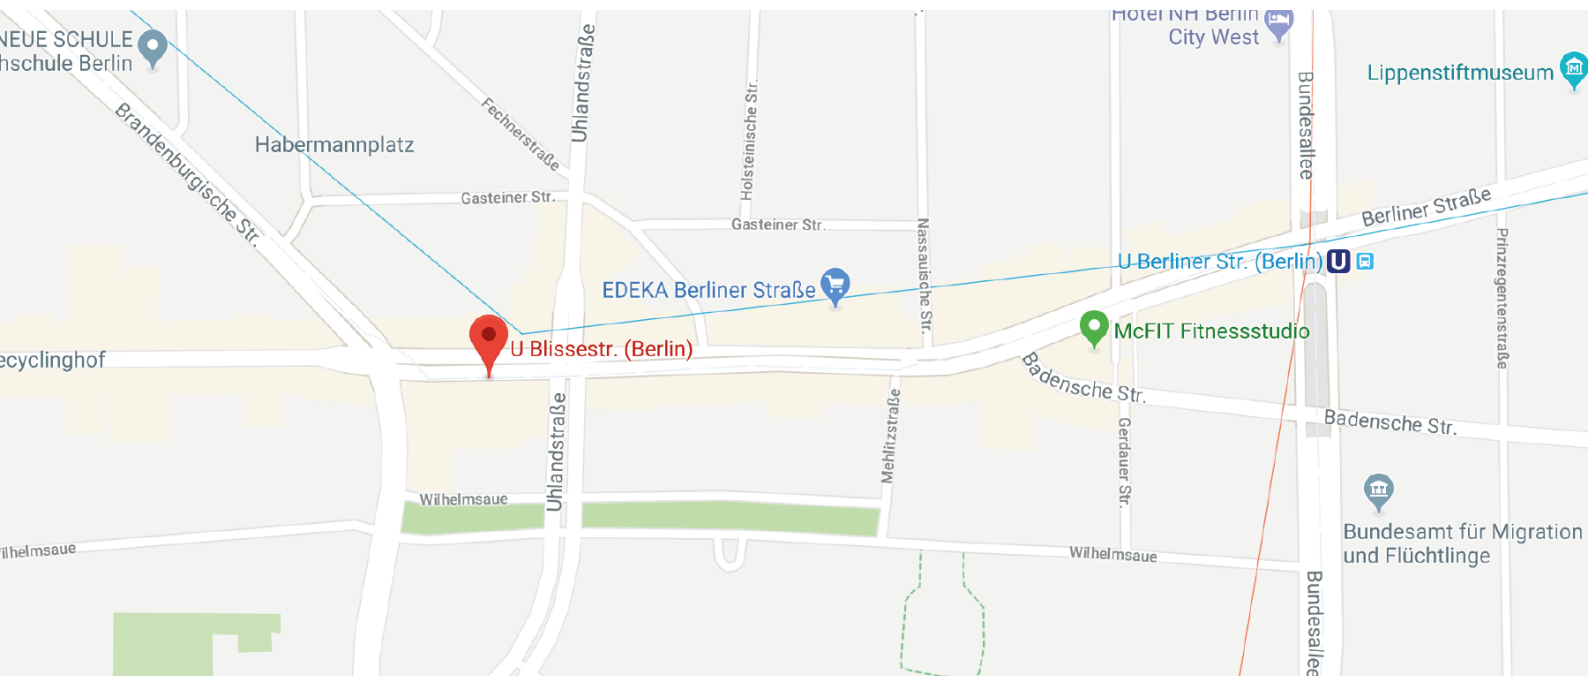 Hotel NH Berlin
City West
NEUE SCHULE
hschule Berlin
Lippenstiftmuseum
Uhlandstraße
Bundesallee
Brandenburgische Str.
Fechnerstraße
Holsteinische Str.
Habermannplatz
Gasteiner Str.
Gasteiner Str.
Nassauische Str.
Berliner Straße
Prinzregentenstraße
U Berliner Str. (Berlin)
U
EDEKA Berliner Straße
McFIT Fitnessstudio
U Blissestr. (Berlin)
ecyclinghof
Badensche Str.
Badensche Str.
Uhlandstraße
Mehlitzstraße
Gerdauer Str.
Wilhelmsaue
Bundesamt für Migration
und Flüchtlinge
ilhelmsaue
Wilhelmsaue
Bundesallee